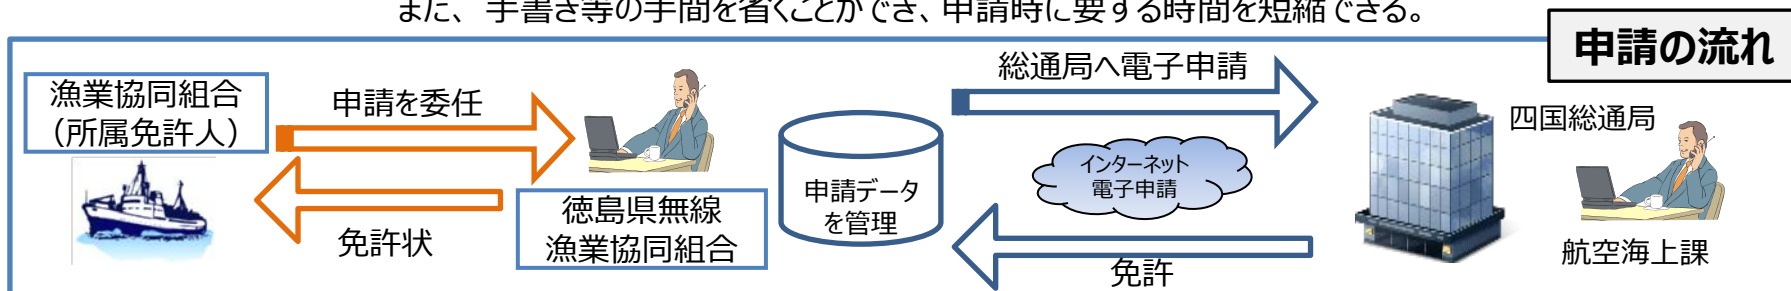 また、手書き等の手間を省くことができ、申請時に要する時間を短縮できる。
申請の流れ
漁業協同組合
（所属免許人）
申請を委任
免許状
徳島県無線
漁業協同組合
申請データ
を管理
総通局へ電子申請
インターネット
電子申請
免許
四国総通局
航空海上課